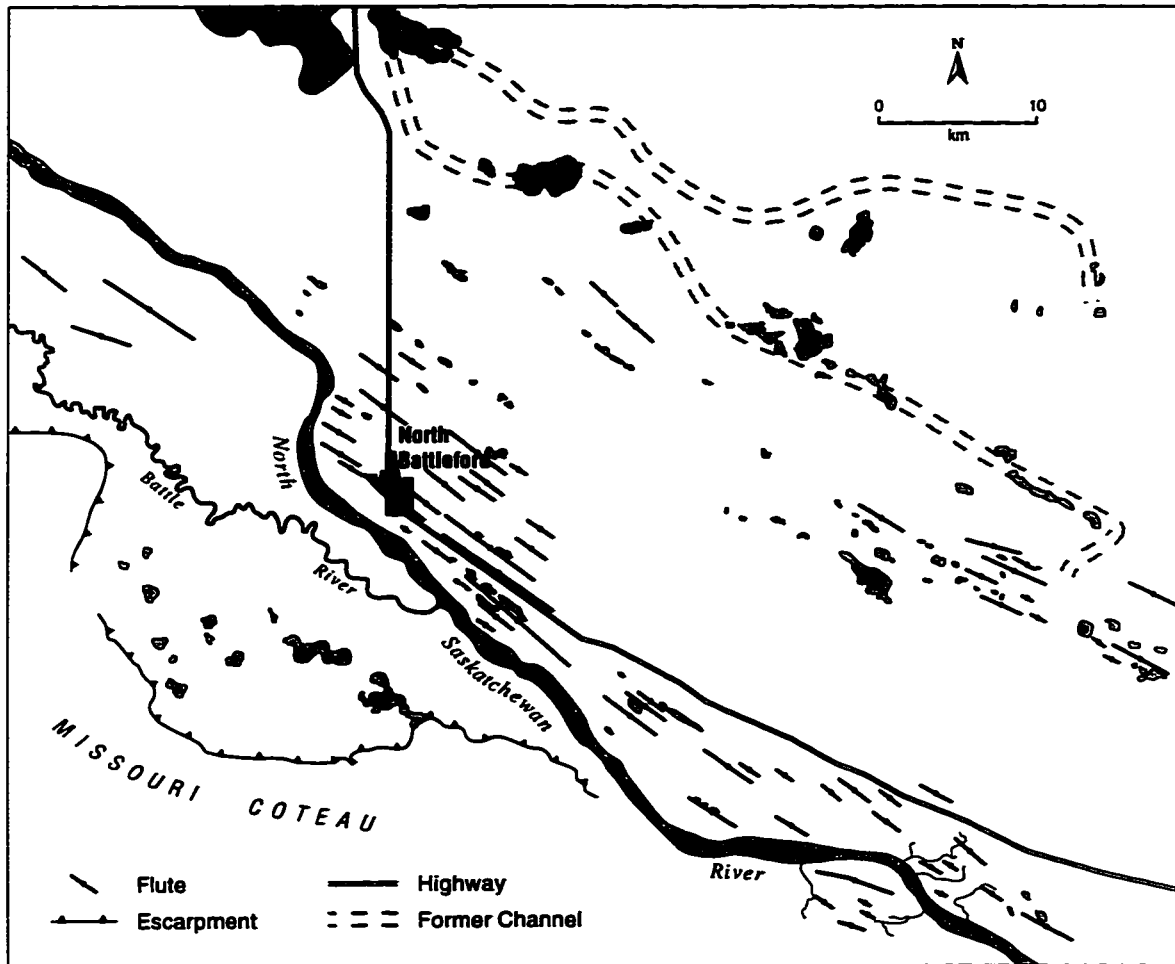 N
0 10
km
North
Battleford
North
Battle
River
Saskatchewan
MISSOURI COTEAU
River
Flute
Highway
Escarpment
Former Channel